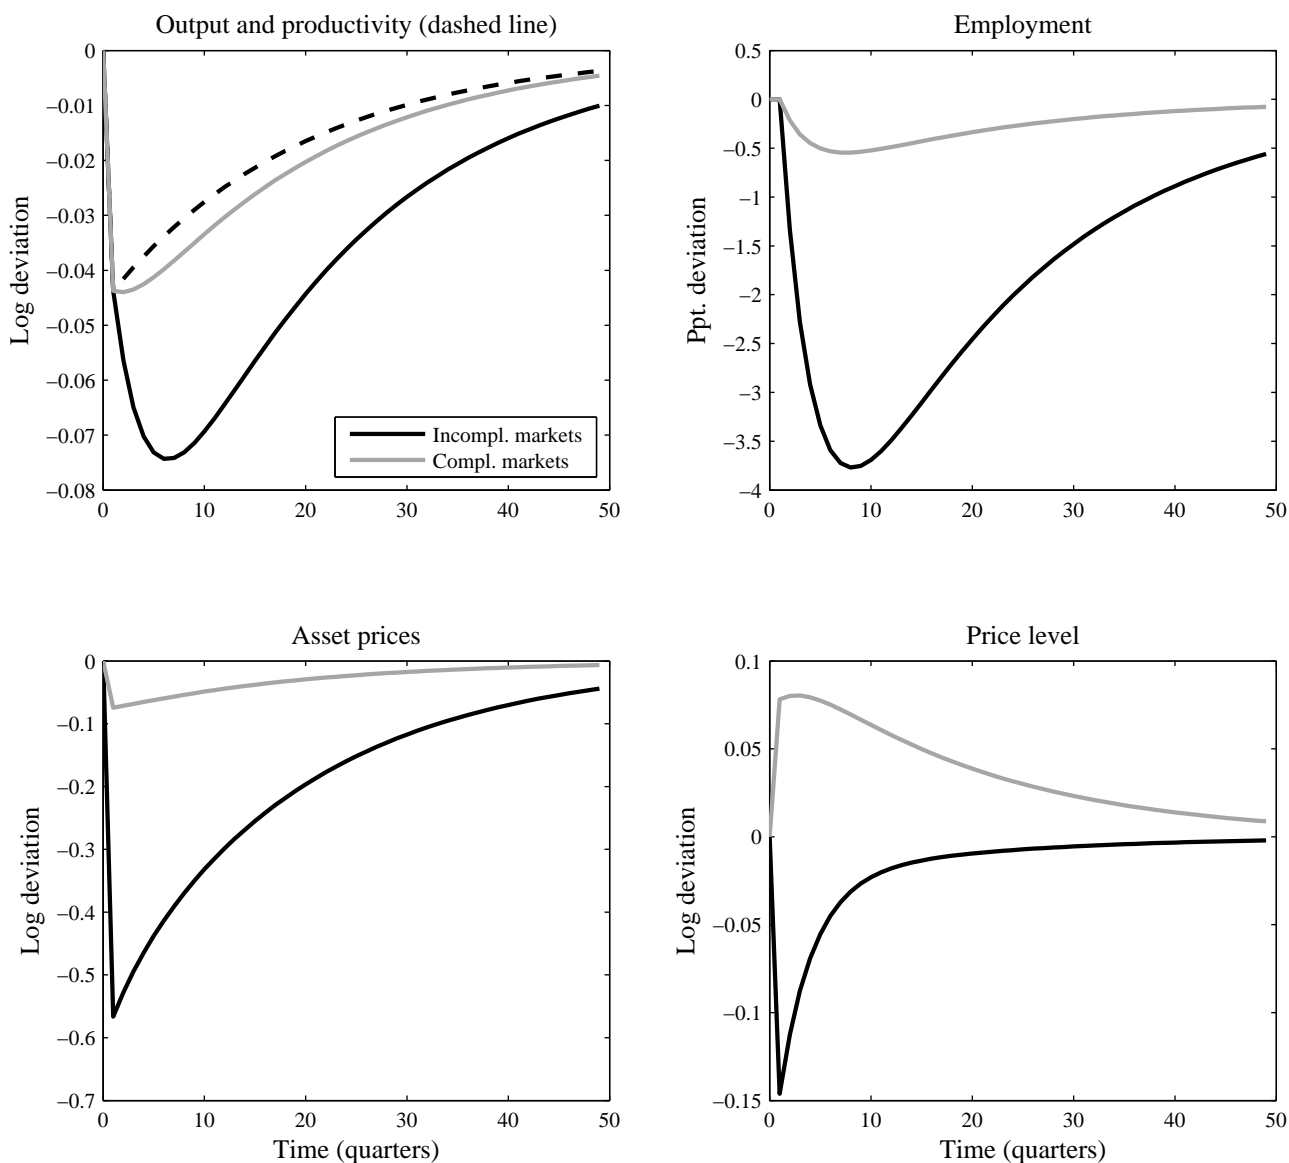 Output and productivity (dashed line)
0
−0.01
−0.02
−0.03
−0.04
−0.05
−0.06
−0.07
−0.08
Log deviation
0 10 20 30 40 50
Incompl. markets
Compl. markets
Employment
0.5
0
−0.5
−1
−1.5
−2
−2.5
−3
−3.5
−4
Ppt. deviation
0 10 20 30 40 50
Asset prices
0
−0.1
−0.2
−0.3
−0.4
−0.5
−0.6
−0.7
Log deviation
0 10 20 30 40 50
Time (quarters)
Price level
0.1
0.05
0
−0.05
−0.1
−0.15
Log deviation
0 10 20 30 40 50
Time (quarters)